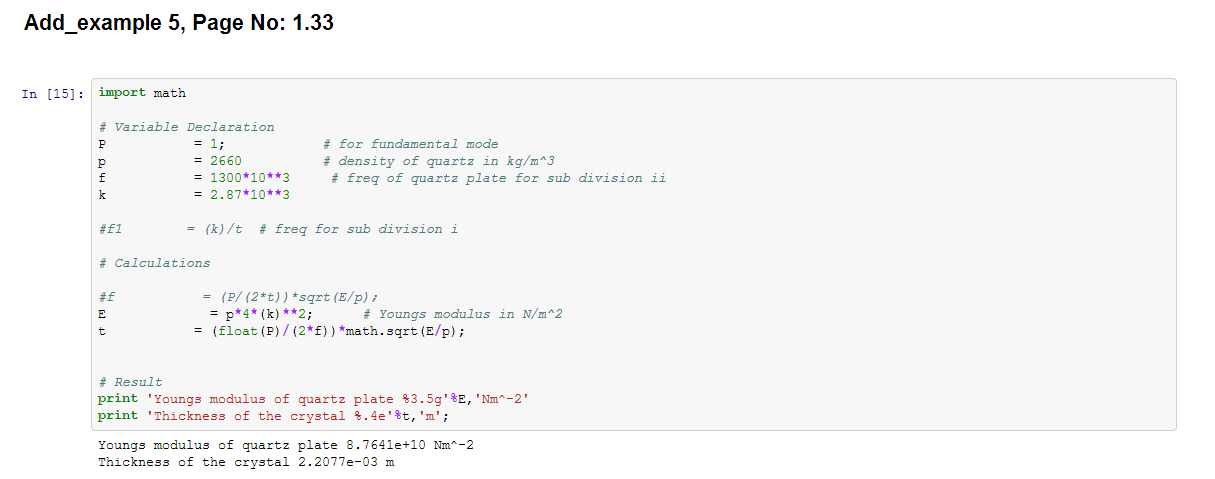 Add_example 5, Page No: 1.33
In [15]: import math
# Variable Declaration
P = 1; # for fundamental mode
p = 2660 # density of quartz in kg/m^3
f = 1300*10**3 # freq of quartz plate for sub division ii
k = 2.87*10**3
#f1 = (k)/t # freq for sub division i
# Calculations
#f = (P/(2*t))*sqrt(E/p);
E = p*4*(k)**2; # Youngs modulus in N/m^2
t = (float(P)/(2*f))*math.sqrt(E/p);
# Result
print 'Youngs modulus of quartz plate %3.5g'%E,'Nm^-2'
print 'Thickness of the crystal %.4e'%t,'m';
Youngs modulus of quartz plate 8.7641e+10 Nm^-2
Thickness of the crystal 2.2077e-03 m